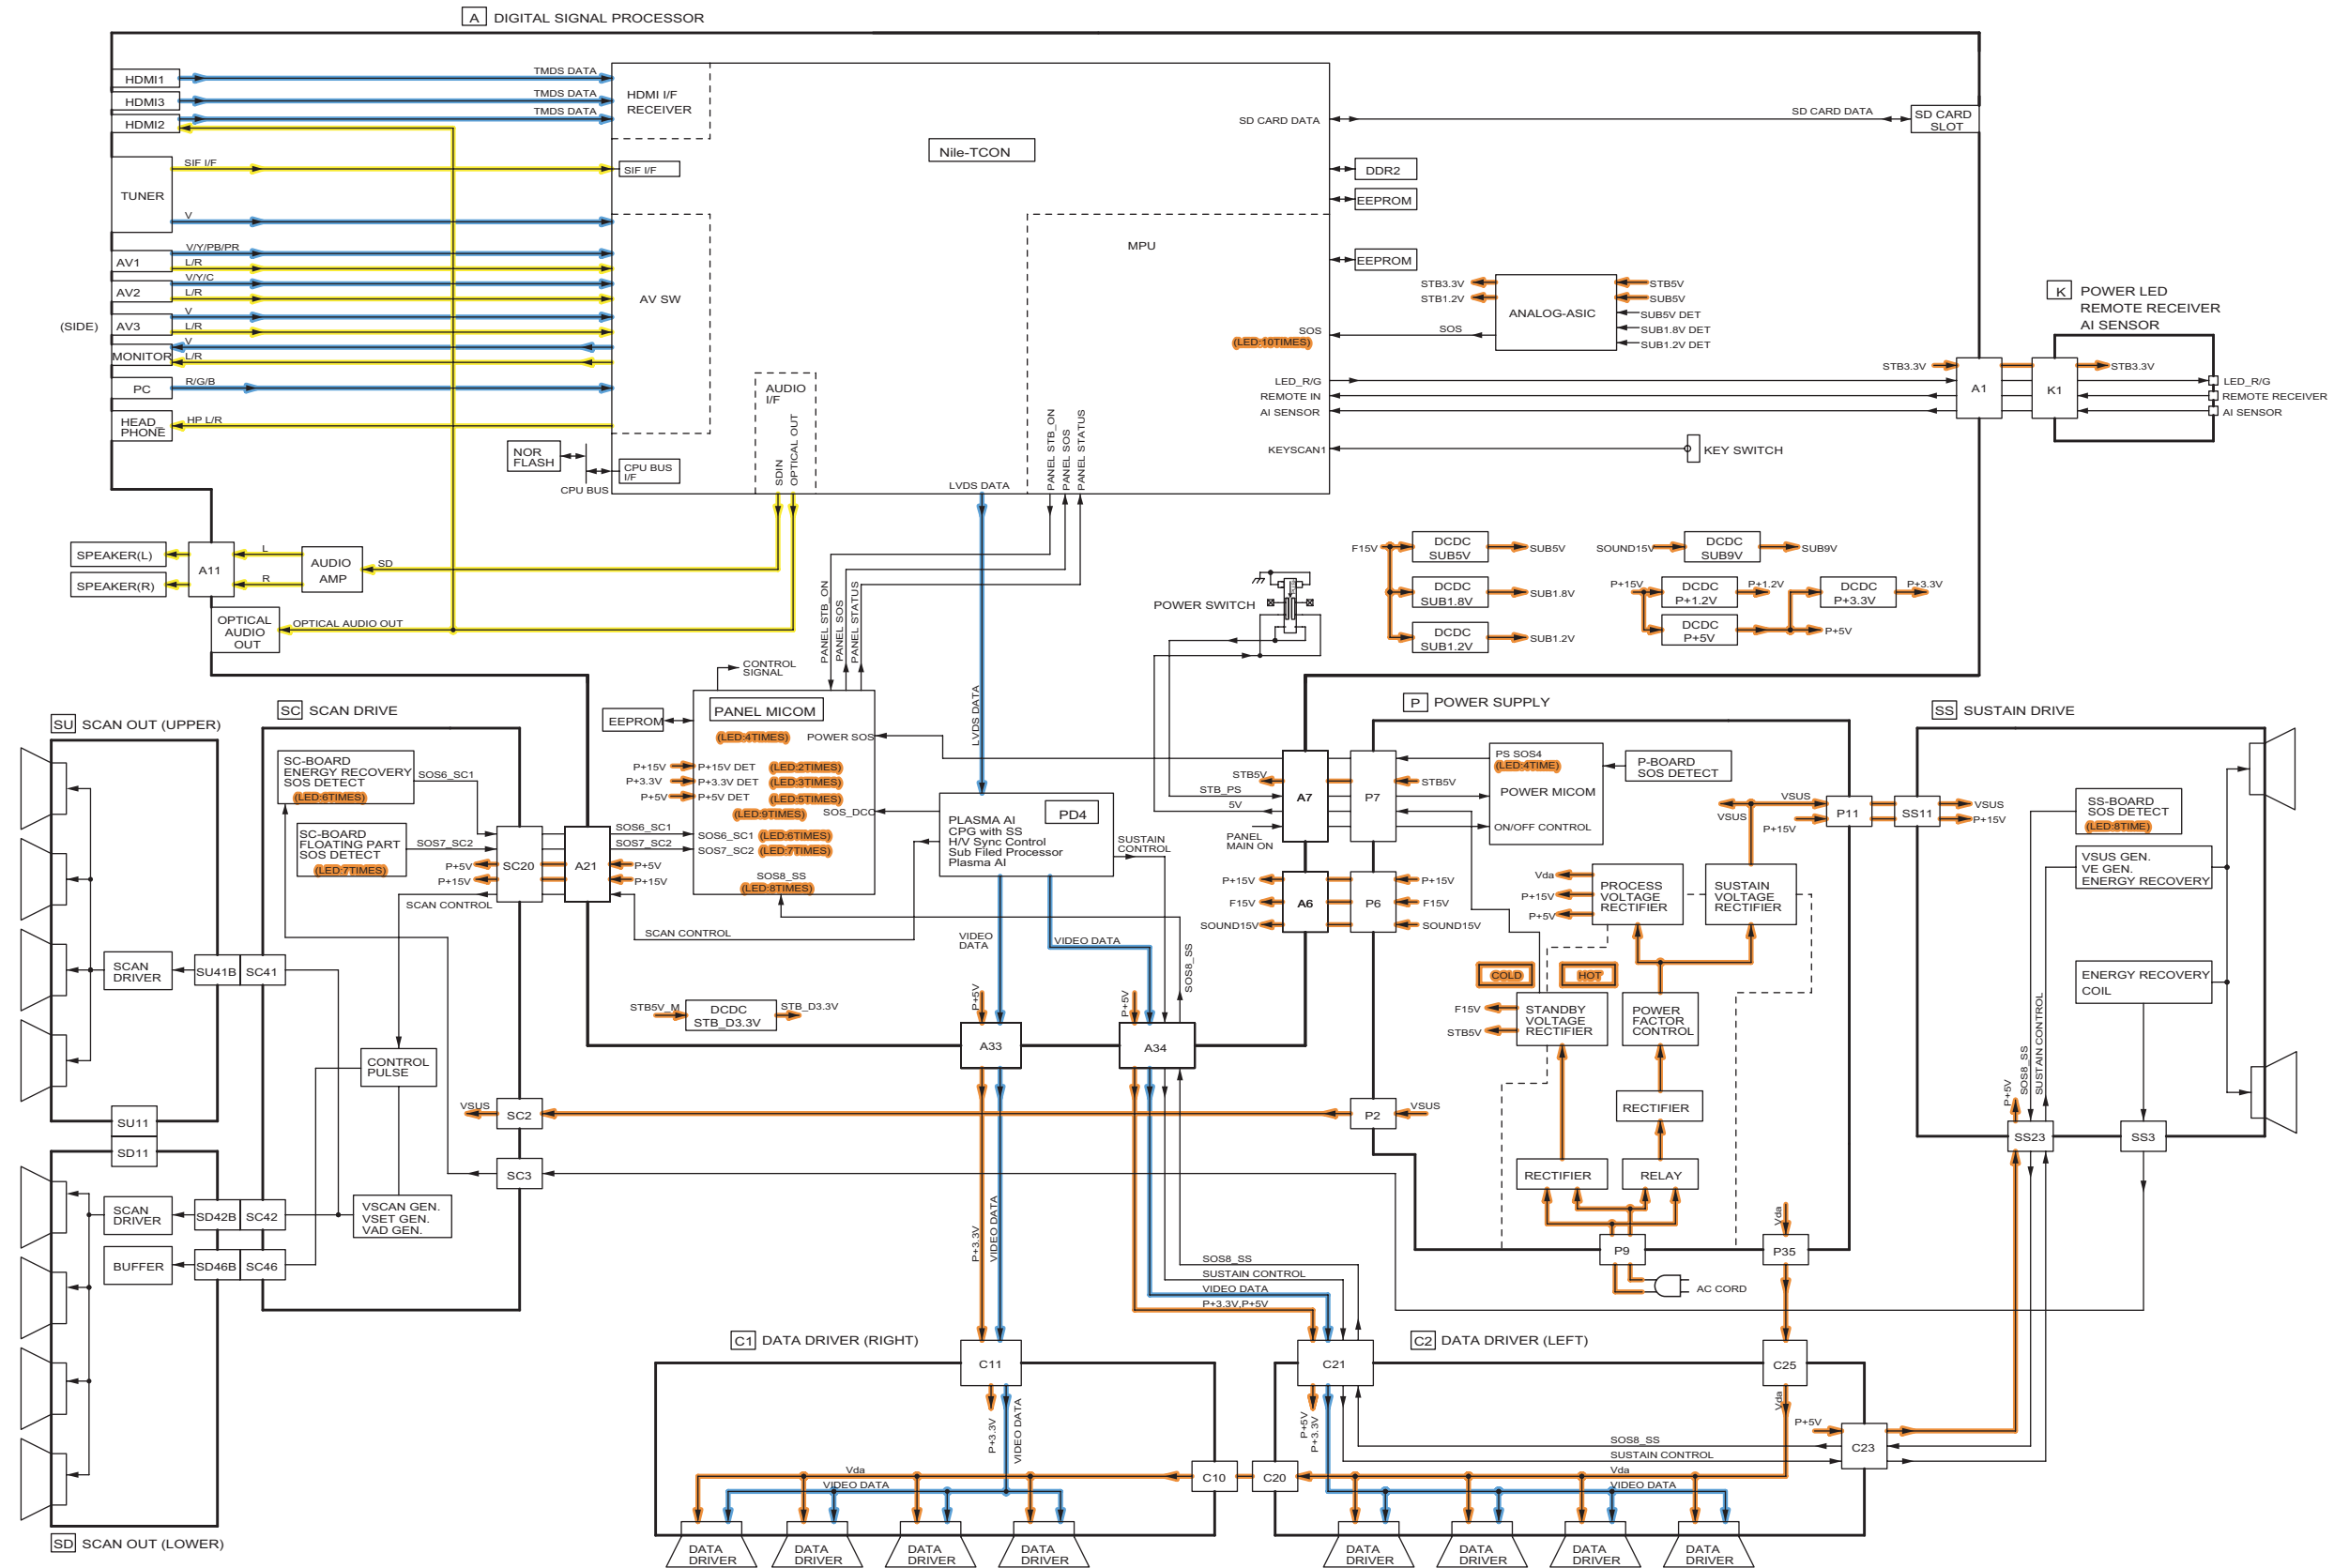 A DIGITAL SIGNAL PROCESSOR
HDMI1
TMDS DATA
HDMI3
TMDS DATA
HDMI2
TMDS DATA
HDMI I/F
RECEIVER
Nile-TCON
SD CARD DATA
SD CARD DATA
SD CARD
SLOT
TUNER
SIF I/F
SIF I/F
V
DDR2
EEPROM
MPU
EEPROM
AV1
V/Y/PB/PR
L/R
AV2
V/Y/C
L/R
(SIDE)
AV3
V
L/R
MONITOR
V
L/R
PC
R/G/B
HEAD_
PHONE
HP L/R
AV SW
AUDIO
I/F
SDIN
OPTICAL OUT
NOR
FLASH
CPU BUS
CPU BUS
I/F
LVDS DATA
PANEL STB_ON
PANEL SOS
PANEL STATUS
STB3.3V
STB1.2V
ANALOG-ASIC
STB5V
SUB5V
SUB5V DET
SUB1.8V DET
SUB1.2V DET
SOS
SOS
(LED:10TIMES)
LED_R/G
REMOTE IN
AI SENSOR
KEYSCAN1
KEY SWITCH
K POWER LED
REMOTE RECEIVER
AI SENSOR
STB3.3V
A1
K1
STB3.3V
LED_R/G
REMOTE RECEIVER
AI SENSOR
SPEAKER(L)
SPEAKER(R)
A11
L
R
AUDIO
AMP
SD
OPTICAL
AUDIO
OUT
OPTICAL AUDIO OUT
PANEL STB_ON
PANEL SOS
PANEL STATUS
POWER SWITCH
F15V
DCDC
SUB5V
SUB5V
DCDC
SUB1.8V
SUB1.8V
DCDC
SUB1.2V
SUB1.2V
SOUND15V
DCDC
SUB9V
SUB9V
P+15V
DCDC
P+1.2V
P+1.2V
DCDC
P+3.3V
P+3.3V
DCDC
P+5V
P+5V
CONTROL
SIGNAL
EEPROM
PANEL MICOM
(LED:4TIMES)
POWER SOS
P+15V
P+15V DET
(LED:2TIMES)
P+3.3V
P+3.3V DET
(LED:3TIMES)
P+5V
P+5V DET
(LED:5TIMES)
(LED:9TIMES)
SOS_DCC
SOS6_SC1
SOS6_SC1
(LED:6TIMES)
SOS7_SC2
SOS7_SC2
(LED:7TIMES)
SOS8_SS
(LED:8TIMES)
LVDS DATA
PD4
PLASMA AI
CPG with SS
H/V Sync Control
Sub Filed Processor
Plasma AI
SUSTAIN
CONTROL
SCAN CONTROL
VIDEO
DATA
VIDEO DATA
SOS8_SS
STB5V_M
DCDC
STB_D3.3V
STB_D3.3V
P+5V
A33
P+5V
A34
SU SCAN OUT (UPPER)
SC SCAN DRIVE
SC-BOARD
ENERGY RECOVERY
SOS DETECT
(LED:6TIMES)
SOS6_SC1
SC-BOARD
FLOATING PART
SOS DETECT
(LED:7TIMES)
SOS7_SC2
P+5V
P+15V
SCAN CONTROL
SC20
A21
P+5V
P+15V
SCAN
DRIVER
SU41B
SC41
CONTROL
PULSE
SU11
SD11
VSUS
SC2
SC3
SCAN
DRIVER
SD42B
SC42
VSCAN GEN.
VSET GEN.
VAD GEN.
BUFFER
SD46B
SC46
SD SCAN OUT (LOWER)
P POWER SUPPLY
STB5V
STB_PS
5V
PANEL
MAIN ON
A7
P7
STB5V
PS SOS4
(LED:4TIME)
POWER MICOM
ON/OFF CONTROL
P-BOARD
SOS DETECT
P+15V
F15V
SOUND15V
A6
P6
P+15V
F15V
SOUND15V
Vda
P+15V
P+5V
PROCESS
VOLTAGE
RECTIFIER
SUSTAIN
VOLTAGE
RECTIFIER
VSUS
VSUS
P+15V
P11
SS11
VSUS
P+15V
COLD
HOT
F15V
STB5V
STANDBY
VOLTAGE
RECTIFIER
POWER
FACTOR
CONTROL
RECTIFIER
RECTIFIER
RELAY
P2
VSUS
P9
AC CORD
Vda
P35
SS SUSTAIN DRIVE
SS-BOARD
SOS DETECT
(LED:8TIME)
VSUS GEN.
VE GEN.
ENERGY RECOVERY
ENERGY RECOVERY
COIL
P+5V
SOS8_SS
SUSTAIN CONTROL
SS23
SS3
P+3.3V
VIDEO DATA
SOS8_SS
SUSTAIN CONTROL
VIDEO DATA
P+3.3V,P+5V
C1 DATA DRIVER (RIGHT)
C11
P+3.3V
VIDEO DATA
Vda
VIDEO DATA
C10
DATA
DRIVER
DATA
DRIVER
DATA
DRIVER
DATA
DRIVER
C2 DATA DRIVER (LEFT)
C21
C25
P+5V
P+3.3V
Vda
P+5V
C23
SOS8_SS
SUSTAIN CONTROL
C20
Vda
VIDEO DATA
DATA
DRIVER
DATA
DRIVER
DATA
DRIVER
DATA
DRIVER